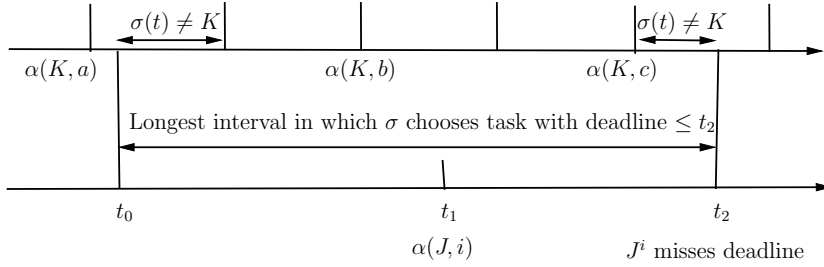 σ(t) ≠ K σ(t) ≠ K
α(K, a) α(K, b) α(K, c)
Longest interval in which σ chooses task with deadline ≤ t₂
t₀ t₁ t₂
α(J, i) Jⁱ misses deadline